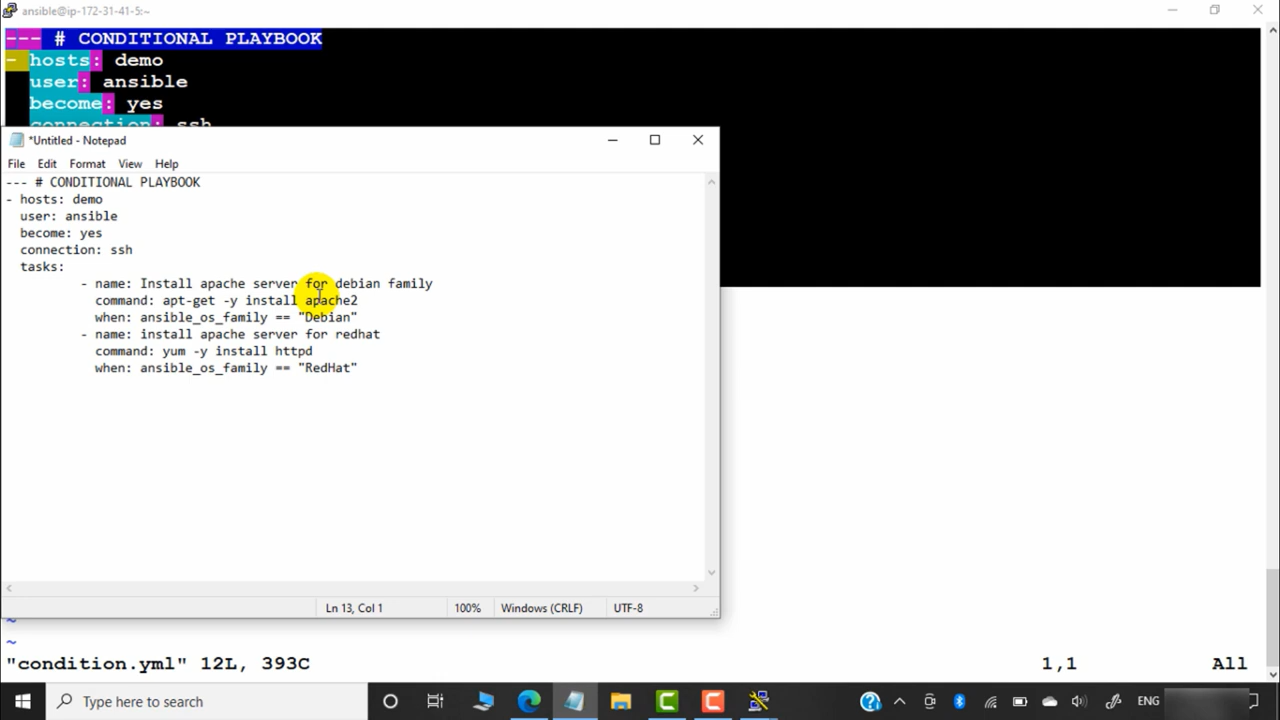 ansible@ip-172-31-41-5:~
--- # CONDITIONAL PLAYBOOK
- hosts: demo
user: ansible
become: yes
connection: ssh
*Untitled - Notepad
File Edit Format View Help
--- # CONDITIONAL PLAYBOOK
- hosts: demo
user: ansible
become: yes
connection: ssh
tasks:
- name: Install apache server for debian family
command: apt-get -y install apache2
when: ansible_os_family == "Debian"
- name: install apache server for redhat
command: yum -y install httpd
when: ansible_os_family == "RedHat"
Ln 13, Col 1 100% Windows (CRLF) UTF-8
~
~
"condition.yml" 12L, 393C 1,1 All
Type here to search ENG